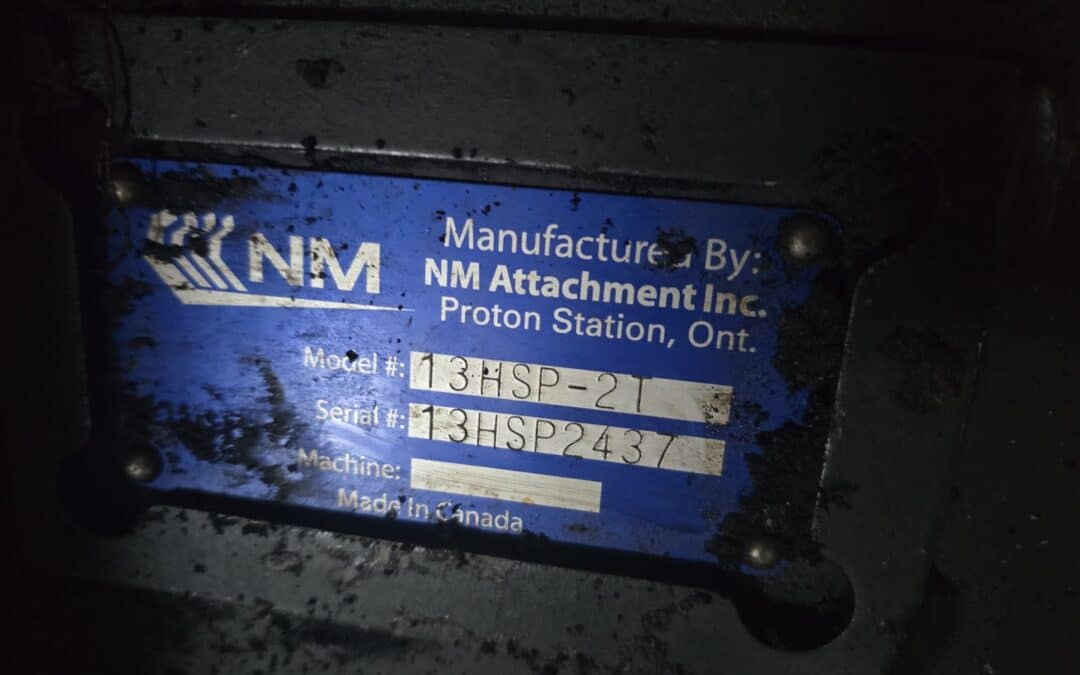 NM
Manufactured By:
NM Attachment Inc.
Proton Station, Ont.
Model #: 13HSP-2T
Serial #: 13HSP2437
Machine:
Made In Canada